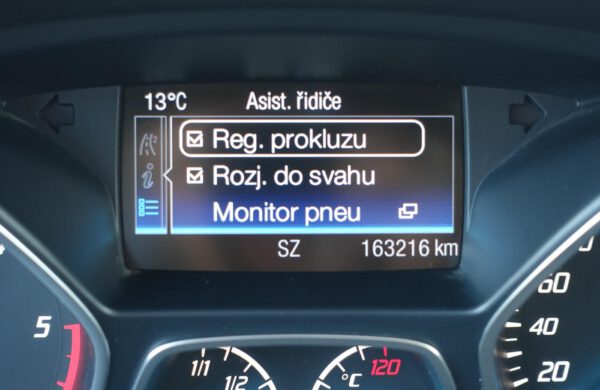 13°C Asist. řidiče
Reg. prokluzu
Rozj. do svahu
Monitor pneu
SZ 163216 km
5
1/1
1/2
120
°C
60
40
20